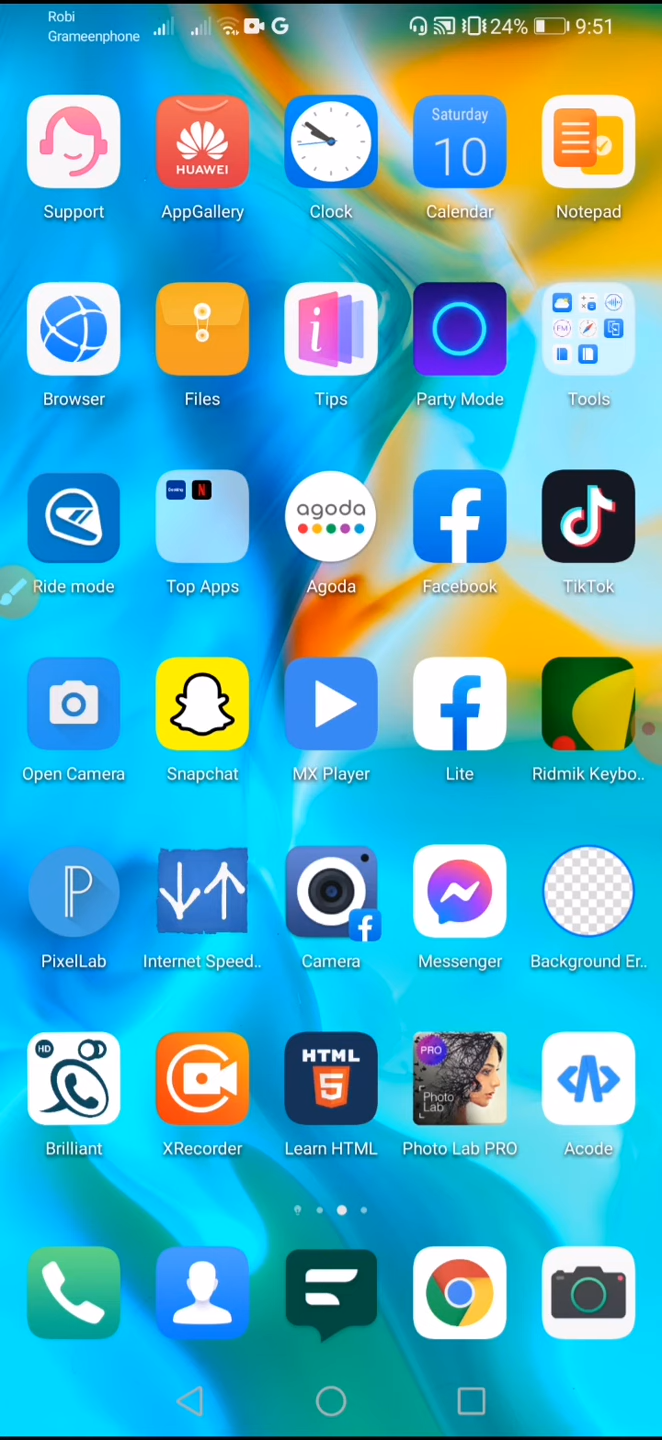 Robi
Grameenphone
24% 9:51
HUAWEI
Saturday
10
Support AppGallery Clock Calendar Notepad
i
FM
Browser Files Tips Party Mode Tools
agoda
Ride mode Top Apps Agoda Facebook TikTok
Open Camera Snapchat MX Player Lite Ridmik Keybo..
PixelLab Internet Speed.. Camera Messenger Background Er..
HD
HTML
5
PRO
Photo
Lab
Brilliant XRecorder Learn HTML Photo Lab PRO Acode